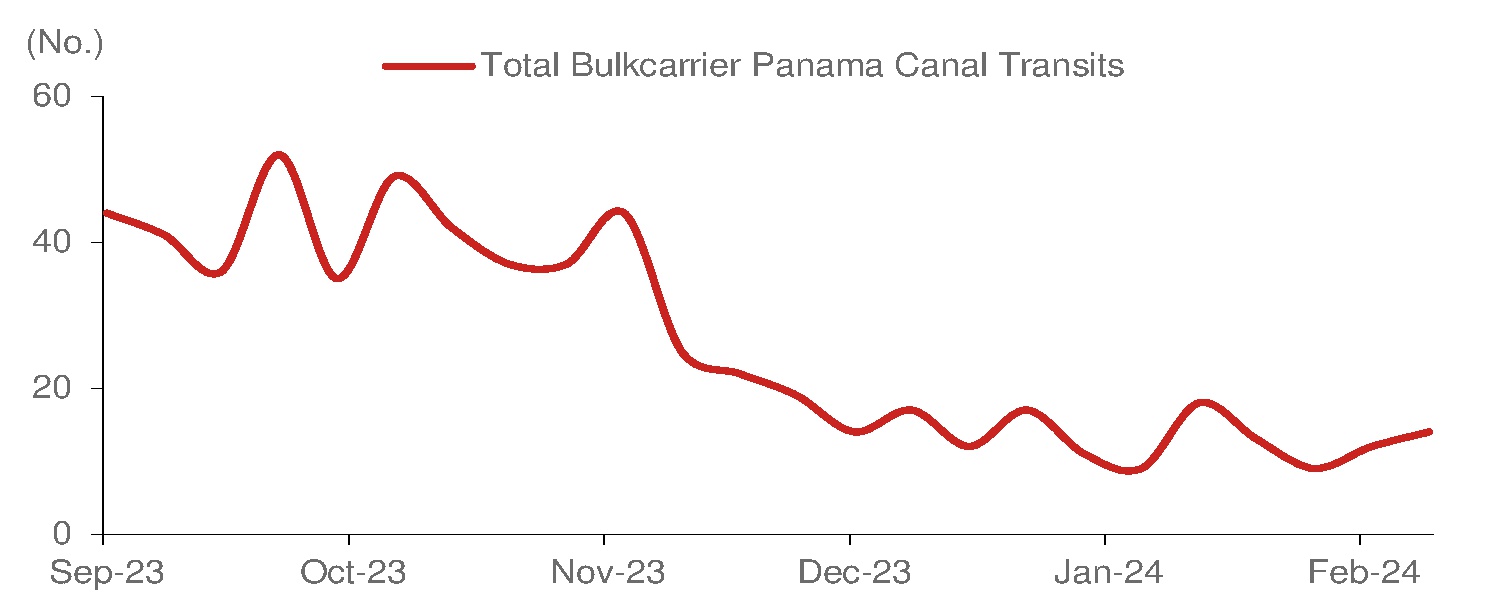 (No.)
Total Bulkcarrier Panama Canal Transits
60
40
20
0
Sep-23 Oct-23 Nov-23 Dec-23 Jan-24 Feb-24